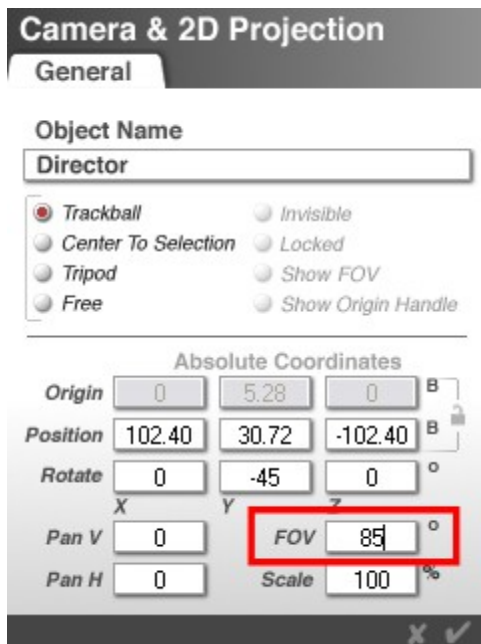 Camera & 2D Projection
General
Object Name
Director
Trackball Invisible
Center To Selection Locked
Tripod Show FOV
Free Show Origin Handle
Absolute Coordinates
Origin 0 5.28 0 B
Position 102.40 30.72 -102.40 B
Rotate 0 -45 0 °
X Y Z
Pan V 0 FOV 85 °
Pan H 0 Scale 100 %